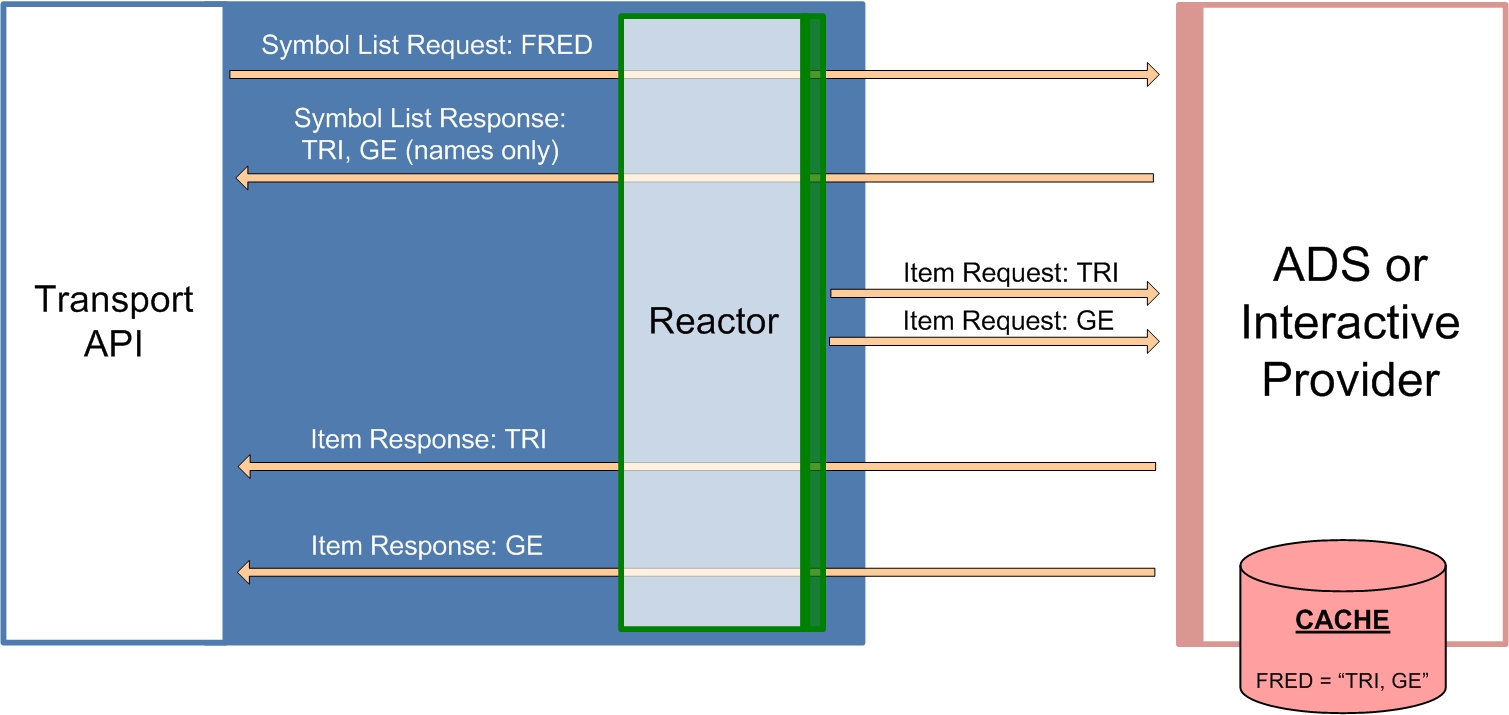 Symbol List Request: FRED
Symbol List Response:
TRI, GE (names only)
Item Request: TRI
Item Request: GE
Transport
API
Reactor
ADS or
Interactive
Provider
Item Response: TRI
Item Response: GE
CACHE
FRED = “TRI, GE”